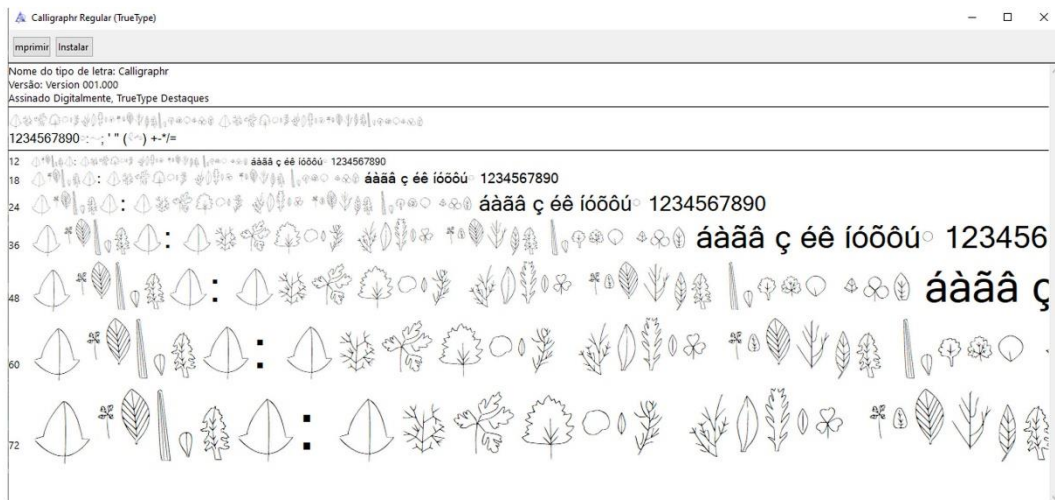 Calligraphr Regular (TrueType)
mprimir Instalar
Nome do tipo de letra: Calligraphr
Versão: Version 001.000
Assinado Digitalmente, TrueType Destaques
1234567890 : ; ' " ( ) +-*/=
12 : áàãâ ç éê íóõôú 1234567890
18 : áàãâ ç éê íóõôú 1234567890
24 : áàãâ ç éê íóõôú 1234567890
36 : áàãâ ç éê íóõôú 123456
48 : áàãâ ç
60 :
72 :